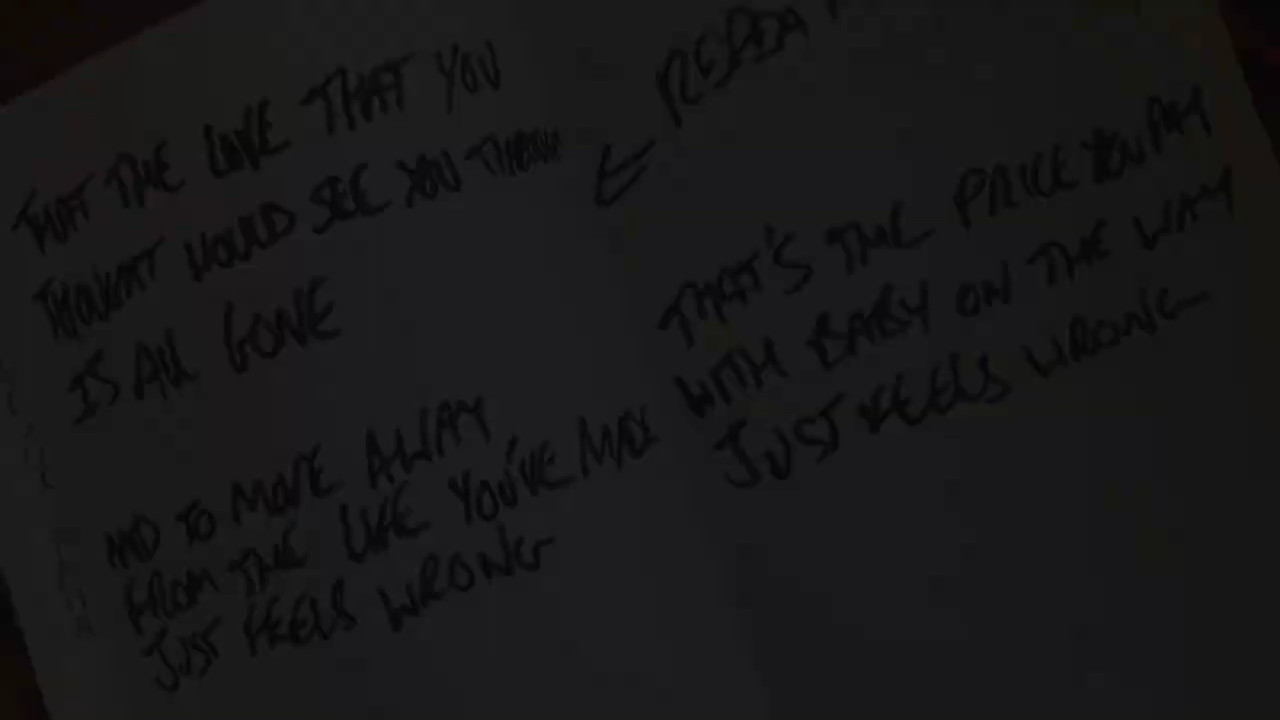 THAT THE LOVE THAT YOU
THOUGHT WOULD SEE YOU THROUGH
IS ALL GONE
AND TO MOVE AWAY
FROM THE LIFE YOU'VE MADE
JUST FEELS WRONG
REPEAT
THAT'S THE PRICE YOU PAY
WITH BABY ON THE WAY
JUST FEELS WRONG